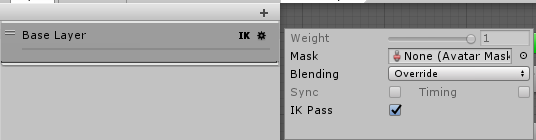 Base Layer IK
Weight 1
Mask None (Avatar Mask
Blending Override
Sync Timing
IK Pass